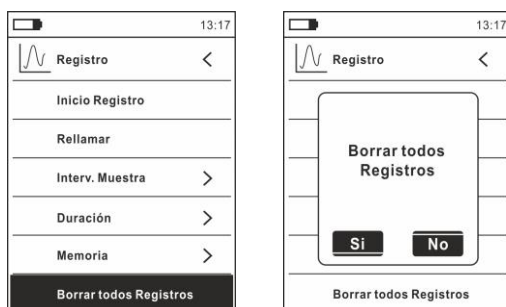 13:17
Registro
Inicio Registro
Rellamar
Interv. Muestra
Duración
Memoria
Borrar todos Registros
13:17
Registro
Borrar todos
Registros
Si No
Borrar todos Registros